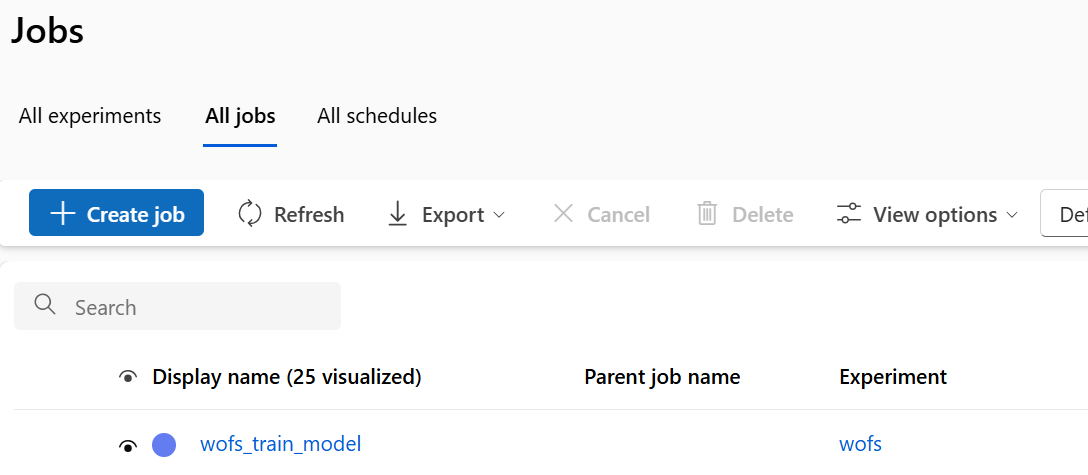 Jobs
All experiments All jobs All schedules
Create job Refresh Export Cancel Delete View options
Search
Display name (25 visualized) Parent job name Experiment
wofs_train_model wofs